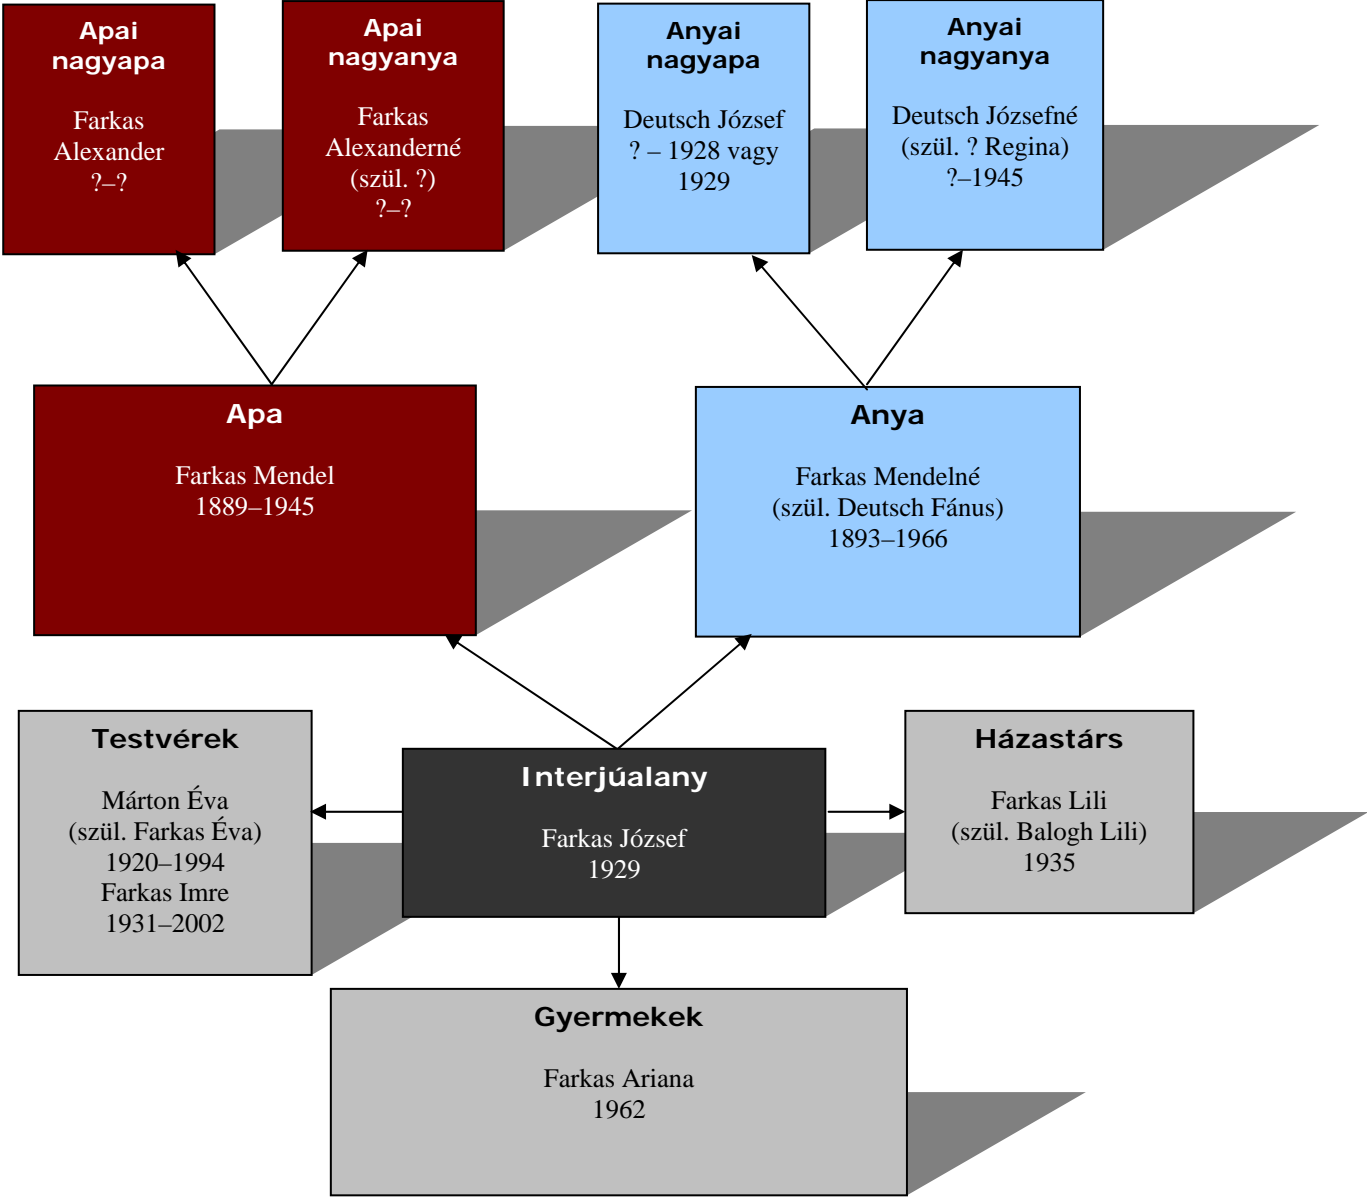 Apai
nagyapa
Farkas
Alexander
?–?
Apai
nagyanya
Farkas
Alexanderné
(szül. ?)
?–?
Anyai
nagyapa
Deutsch József
? – 1928 vagy
1929
Anyai
nagyanya
Deutsch Józsefné
(szül. ? Regina)
?–1945
Apa
Farkas Mendel
1889–1945
Anya
Farkas Mendelné
(szül. Deutsch Fánus)
1893–1966
Testvérek
Márton Éva
(szül. Farkas Éva)
1920–1994
Farkas Imre
1931–2002
Interjúalany
Farkas József
1929
Házastárs
Farkas Lili
(szül. Balogh Lili)
1935
Gyermekek
Farkas Ariana
1962